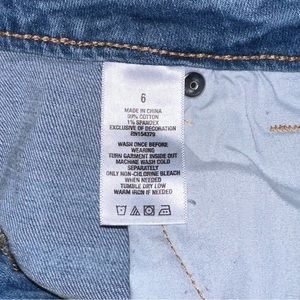 6
MADE IN CHINA
99% COTTON
1% SPANDEX
EXCLUSIVE OF DECORATION
RN154379
WASH ONCE BEFORE
WEARING
TURN GARMENT INSIDE OUT
MACHINE WASH COLD
SEPARATELY
ONLY NON-CHLORINE BLEACH
WHEN NEEDED
TUMBLE DRY LOW
WARM IRON IF NEEDED